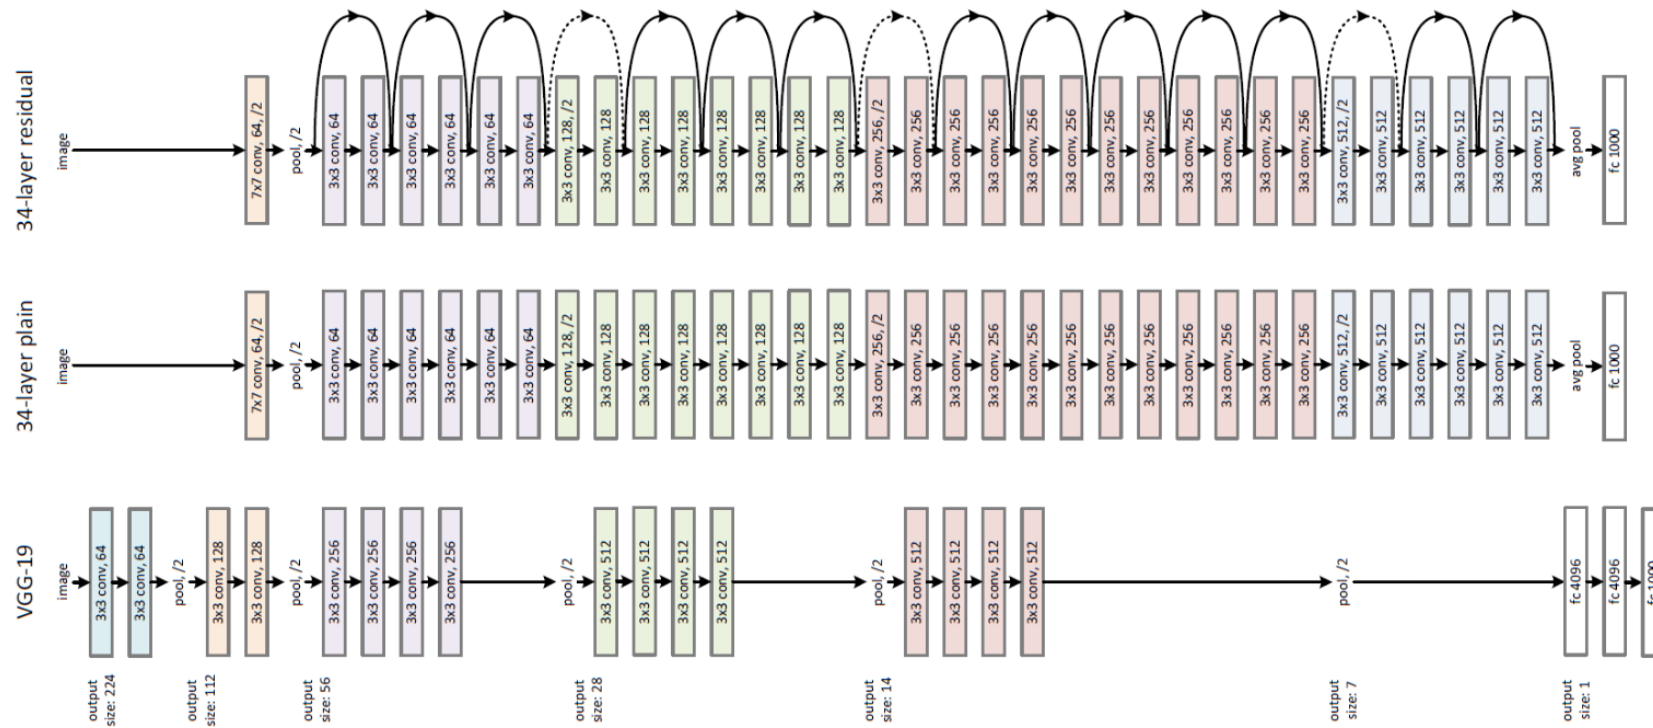 34-layer residual
image
7x7 conv, 64, /2
pool, /2
3x3 conv, 64
3x3 conv, 64
3x3 conv, 64
3x3 conv, 64
3x3 conv, 64
3x3 conv, 64
3x3 conv, 128, /2
3x3 conv, 128
3x3 conv, 128
3x3 conv, 128
3x3 conv, 128
3x3 conv, 128
3x3 conv, 128
3x3 conv, 128
3x3 conv, 256, /2
3x3 conv, 256
3x3 conv, 256
3x3 conv, 256
3x3 conv, 256
3x3 conv, 256
3x3 conv, 256
3x3 conv, 256
3x3 conv, 256
3x3 conv, 256
3x3 conv, 256
3x3 conv, 256
3x3 conv, 512, /2
3x3 conv, 512
3x3 conv, 512
3x3 conv, 512
3x3 conv, 512
3x3 conv, 512
avg pool
fc 1000
34-layer plain
image
7x7 conv, 64, /2
pool, /2
3x3 conv, 64
3x3 conv, 64
3x3 conv, 64
3x3 conv, 64
3x3 conv, 64
3x3 conv, 64
3x3 conv, 128, /2
3x3 conv, 128
3x3 conv, 128
3x3 conv, 128
3x3 conv, 128
3x3 conv, 128
3x3 conv, 128
3x3 conv, 128
3x3 conv, 256, /2
3x3 conv, 256
3x3 conv, 256
3x3 conv, 256
3x3 conv, 256
3x3 conv, 256
3x3 conv, 256
3x3 conv, 256
3x3 conv, 256
3x3 conv, 256
3x3 conv, 256
3x3 conv, 256
3x3 conv, 512, /2
3x3 conv, 512
3x3 conv, 512
3x3 conv, 512
3x3 conv, 512
3x3 conv, 512
avg pool
fc 1000
VGG-19
image
3x3 conv, 64
3x3 conv, 64
pool, /2
3x3 conv, 128
3x3 conv, 128
pool, /2
3x3 conv, 256
3x3 conv, 256
3x3 conv, 256
3x3 conv, 256
pool, /2
3x3 conv, 512
3x3 conv, 512
3x3 conv, 512
3x3 conv, 512
pool, /2
3x3 conv, 512
3x3 conv, 512
3x3 conv, 512
3x3 conv, 512
pool, /2
fc 4096
fc 4096
output
size: 224
output
size: 112
output
size: 56
output
size: 28
output
size: 14
output
size: 7
output
size: 1